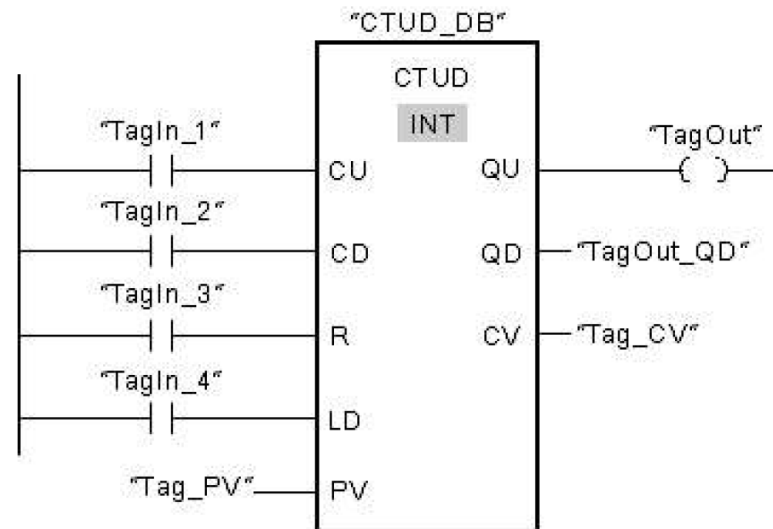 "CTUD_DB"
CTUD
INT
"TagIn_1"
CU
QU
"TagOut"
"TagIn_2"
CD
QD
"TagOut_QD"
"TagIn_3"
R
CV
"Tag_CV"
"TagIn_4"
LD
"Tag_PV"
PV